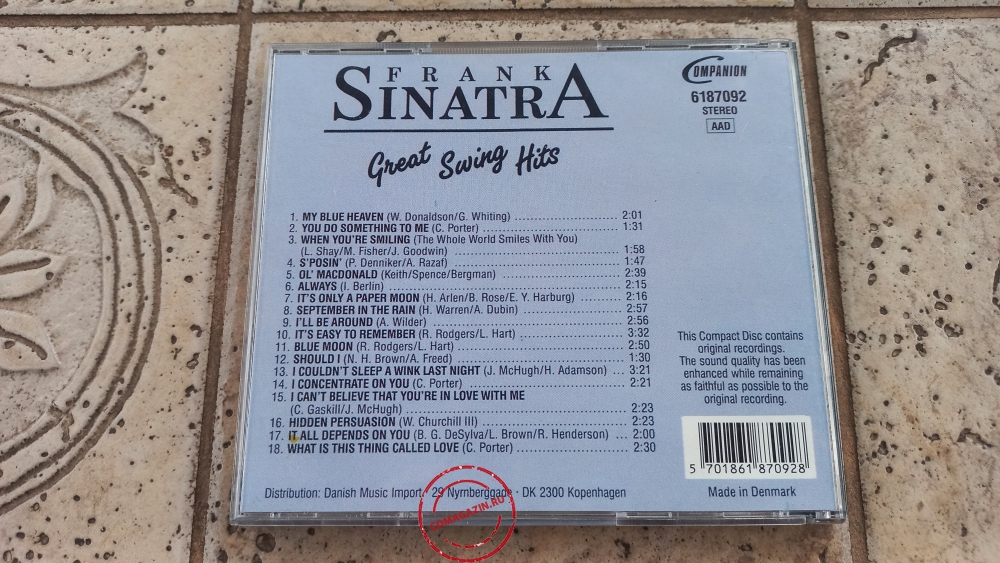 FRANK
SINATRA
Great Swing Hits
COMPANION
6187092
STEREO
AAD
1. MY BLUE HEAVEN (W. Donaldson/G. Whiting) 2:01
2. YOU DO SOMETHING TO ME (C. Porter) 1:31
3. WHEN YOU'RE SMILING (The Whole World Smiles With You)
(L. Shay/M. Fisher/J. Goodwin) 1:58
4. S'POSIN' (P. Denniker/A. Razaf) 1:47
5. OL' MACDONALD (Keith/Spence/Bergman) 2:39
6. ALWAYS (I. Berlin) 2:15
7. IT'S ONLY A PAPER MOON (H. Arlen/B. Rose/E. Y. Harburg) 2:16
8. SEPTEMBER IN THE RAIN (H. Warren/A. Dubin) 2:57
9. I'LL BE AROUND (A. Wilder) 2:56
10. IT'S EASY TO REMEMBER (R. Rodgers/L. Hart) 3:32
11. BLUE MOON (R. Rodgers/L. Hart) 2:50
12. SHOULD I (N. H. Brown/A. Freed) 1:30
13. I COULDN'T SLEEP A WINK LAST NIGHT (J. McHugh/H. Adamson) ... 3:21
14. I CONCENTRATE ON YOU (C. Porter) 2:21
15. I CAN'T BELIEVE THAT YOU'RE IN LOVE WITH ME
(C. Gaskill/J. McHugh) 2:23
16. HIDDEN PERSUASION (W. Churchill III) 2:23
17. IT ALL DEPENDS ON YOU (B. G. DeSylva/L. Brown/R. Henderson) ... 2:00
18. WHAT IS THIS THING CALLED LOVE (C. Porter) 2:30
This Compact Disc contains
original recordings.
The sound quality has been
enhanced while remaining
as faithful as possible to the
original recording.
5 701861 870928
Made in Denmark
Distribution: Danish Music Import · 29 Nyrnberggade · DK 2300 Kopenhagen